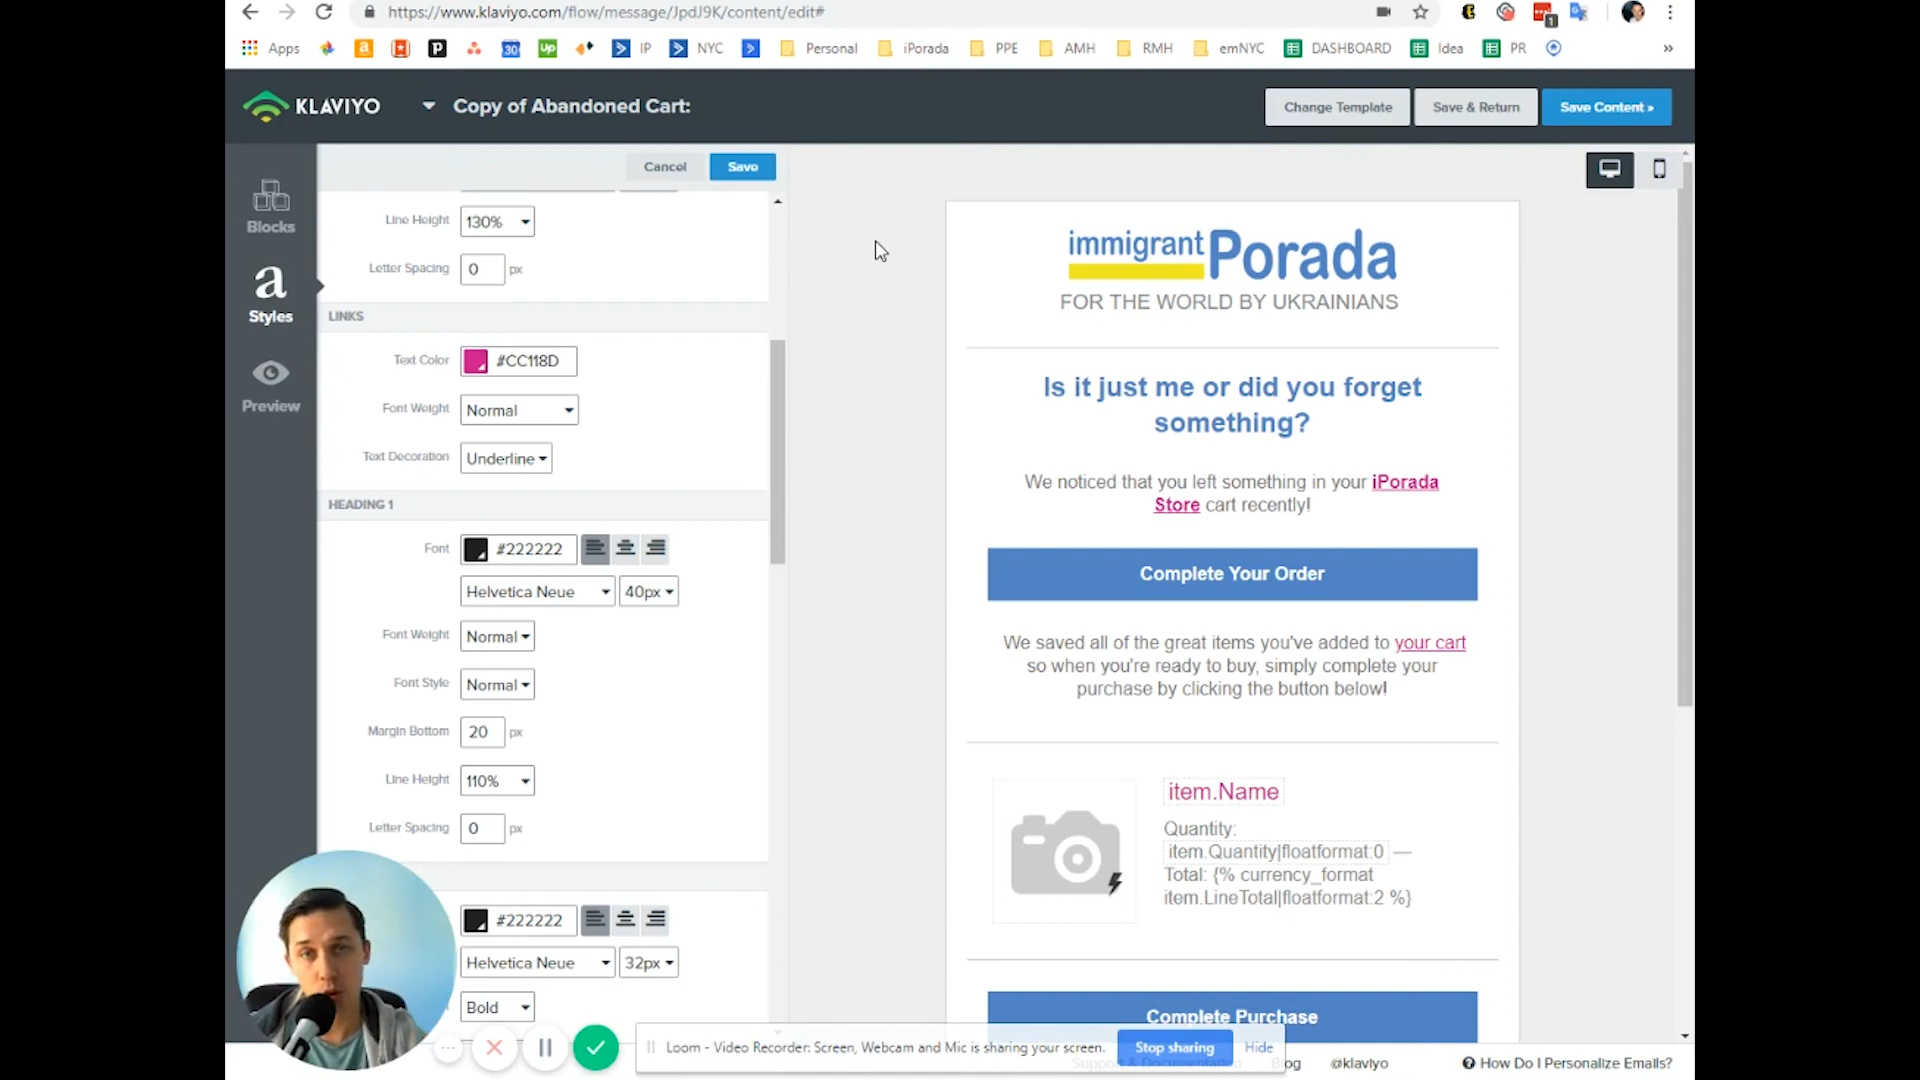 https://www.klaviyo.com/flow/message/JpdJ9K/content/edit#
1
Apps
a
P
30
up
IP
NYC
Personal
iPorada
PPE
AMH
RMH
emNYC
DASHBOARD
Idea
PR
»
KLAVIYO
Copy of Abandoned Cart:
Change Template
Save & Return
Save Content »
Cancel
Save
Blocks
a
Styles
Preview
Line Height
130%
Letter Spacing
0
px
LINKS
Text Color
#CC118D
Font Weight
Normal
Text Decoration
Underline
HEADING 1
Font
#222222
Helvetica Neue
40px
Font Weight
Normal
Font Style
Normal
Margin Bottom
20
px
Line Height
110%
Letter Spacing
0
px
#222222
Helvetica Neue
32px
Bold
immigrantPorada
FOR THE WORLD BY UKRAINIANS
Is it just me or did you forget
something?
We noticed that you left something in your iPorada
Store cart recently!
Complete Your Order
We saved all of the great items you've added to your cart
so when you're ready to buy, simply complete your
purchase by clicking the button below!
item.Name
Quantity:
item.Quantity|floatformat:0 —
Total: {% currency_format
item.LineTotal|floatformat:2 %}
Complete Purchase
Loom - Video Recorder: Screen, Webcam and Mic is sharing your screen.
Stop sharing
Hide
@klaviyo
How Do I Personalize Emails?